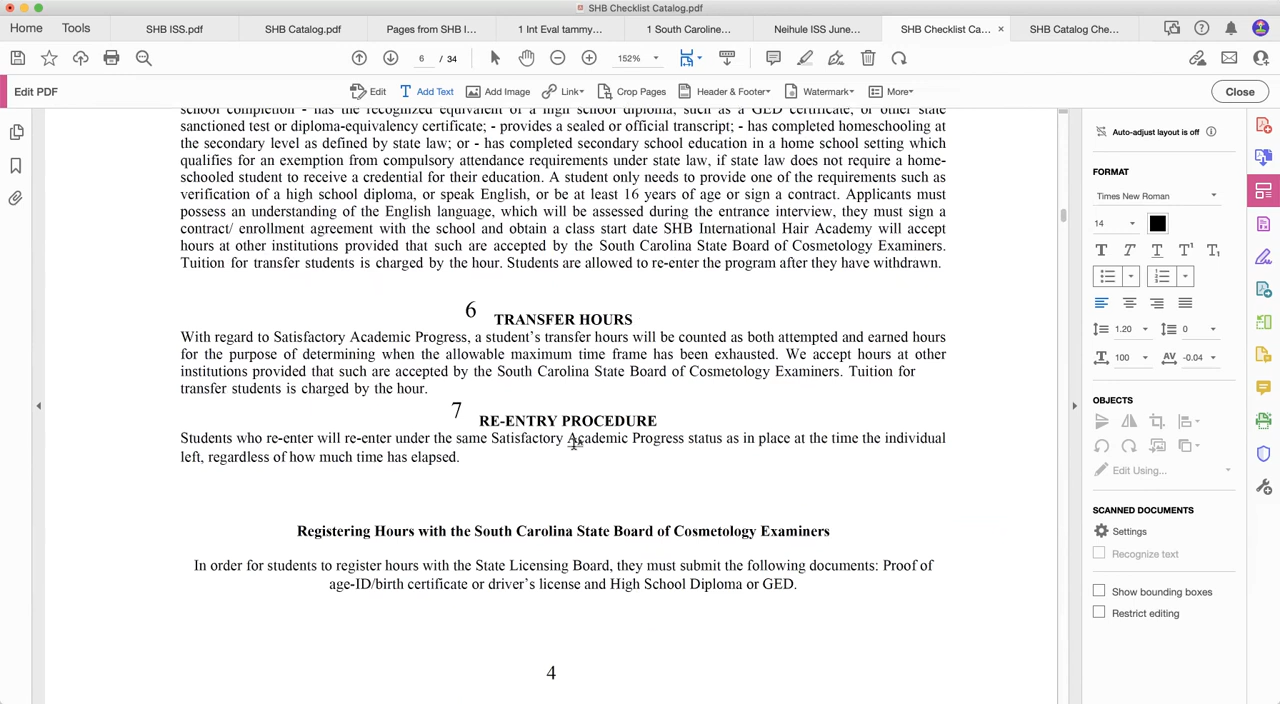 SHB Checklist Catalog.pdf
Home Tools SHB ISS.pdf SHB Catalog.pdf Pages from SHB I... 1 Int Eval tammy... 1 South Caroline... Neihule ISS June... SHB Checklist Ca... × SHB Catalog Che...
6 / 34 152%
Edit PDF Edit Add Text Add Image Link Crop Pages Header & Footer Watermark More Close
school completion - has the recognized equivalent of a high school diploma, such as a GED certificate, or other state
sanctioned test or diploma-equivalency certificate; - provides a sealed or official transcript; - has completed homeschooling at
the secondary level as defined by state law; or - has completed secondary school education in a home school setting which
qualifies for an exemption from compulsory attendance requirements under state law, if state law does not require a home-
schooled student to receive a credential for their education. A student only needs to provide one of the requirements such as
verification of a high school diploma, or speak English, or be at least 16 years of age or sign a contract. Applicants must
possess an understanding of the English language, which will be assessed during the entrance interview, they must sign a
contract/ enrollment agreement with the school and obtain a class start date SHB International Hair Academy will accept
hours at other institutions provided that such are accepted by the South Carolina State Board of Cosmetology Examiners.
Tuition for transfer students is charged by the hour. Students are allowed to re-enter the program after they have withdrawn.
6 TRANSFER HOURS
With regard to Satisfactory Academic Progress, a student's transfer hours will be counted as both attempted and earned hours
for the purpose of determining when the allowable maximum time frame has been exhausted. We accept hours at other
institutions provided that such are accepted by the South Carolina State Board of Cosmetology Examiners. Tuition for
transfer students is charged by the hour.
7 RE-ENTRY PROCEDURE
Students who re-enter will re-enter under the same Satisfactory Academic Progress status as in place at the time the individual
left, regardless of how much time has elapsed.
Registering Hours with the South Carolina State Board of Cosmetology Examiners
In order for students to register hours with the State Licensing Board, they must submit the following documents: Proof of
age-ID/birth certificate or driver's license and High School Diploma or GED.
4
Auto-adjust layout is off
FORMAT
Times New Roman
14
T T T T¹ T₁
1.20 0
100 AV -0.04
OBJECTS
Edit Using...
SCANNED DOCUMENTS
Settings
Recognize text
Show bounding boxes
Restrict editing